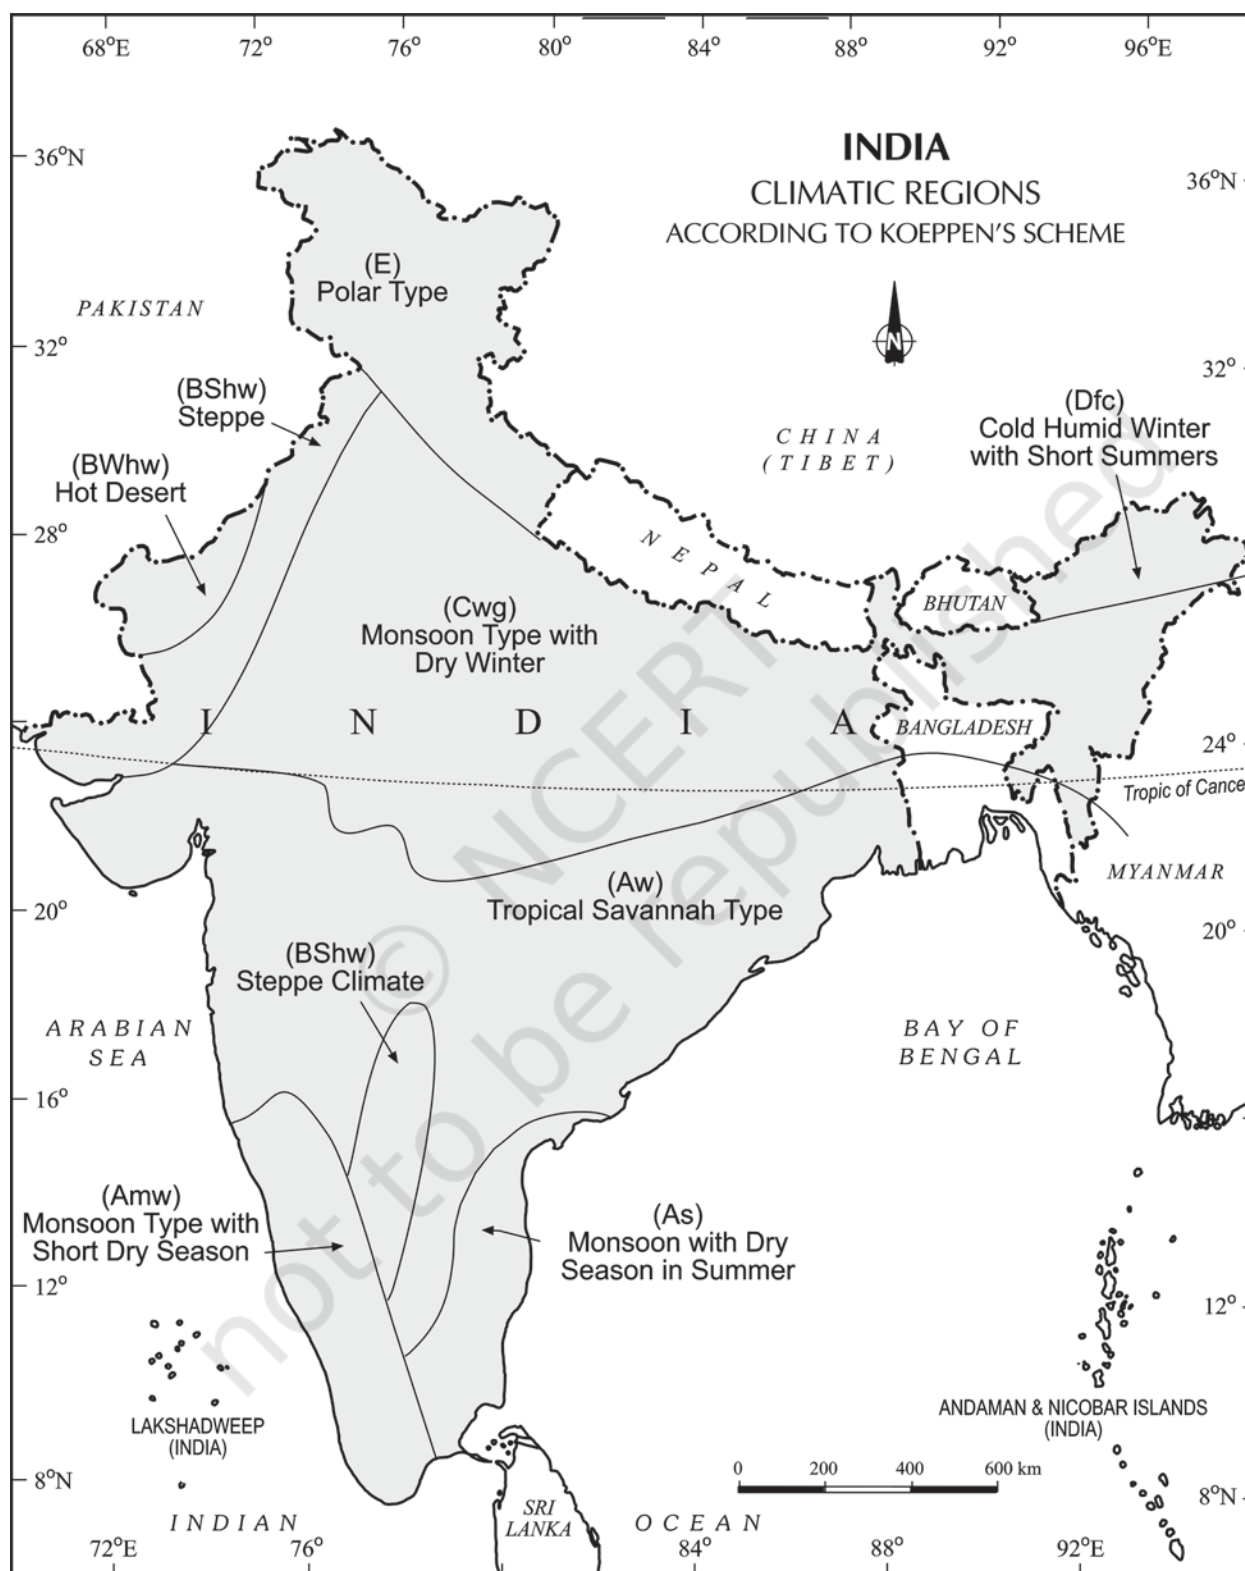 68°E 72° 76° 80° 84° 88° 92° 96°E
36°N
INDIA
CLIMATIC REGIONS
ACCORDING TO KOEPPEN'S SCHEME
36°N
(E)
Polar Type
PAKISTAN
N
32°
32°
(BShw)
Steppe
(Dfc)
Cold Humid Winter
with Short Summers
CHINA
(TIBET)
(BWhw)
Hot Desert
28°
28°
NEPAL
BHUTAN
(Cwg)
Monsoon Type with
Dry Winter
INDIA
BANGLADESH
24°
Tropic of Cance
MYANMAR
(Aw)
Tropical Savannah Type
20°
20°
(BShw)
Steppe Climate
ARABIAN
SEA
BAY OF
BENGAL
16°
(Amw)
Monsoon Type with
Short Dry Season
(As)
Monsoon with Dry
Season in Summer
12°
12°
LAKSHADWEEP
(INDIA)
ANDAMAN & NICOBAR ISLANDS
(INDIA)
0 200 400 600 km
8°N
8°N
SRI
LANKA
INDIAN OCEAN
72°E 76° 84° 88° 92°E
© NCERT
not to be republished